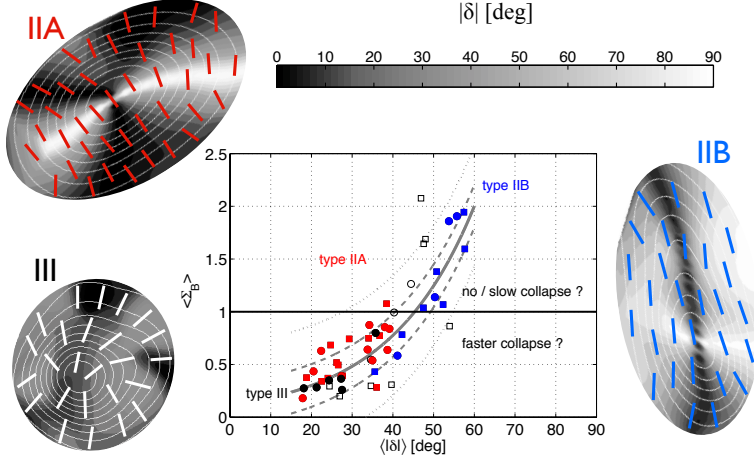 IIA
|δ| [deg]
0 10 20 30 40 50 60 70 80 90
IIB
III
2.5
2
1.5
1
0.5
0
<Σ_B>
type IIB
type IIA
no / slow collapse ?
faster collapse ?
type III
0 10 20 30 40 50 60 70 80 90
⟨|δ|⟩ [deg]